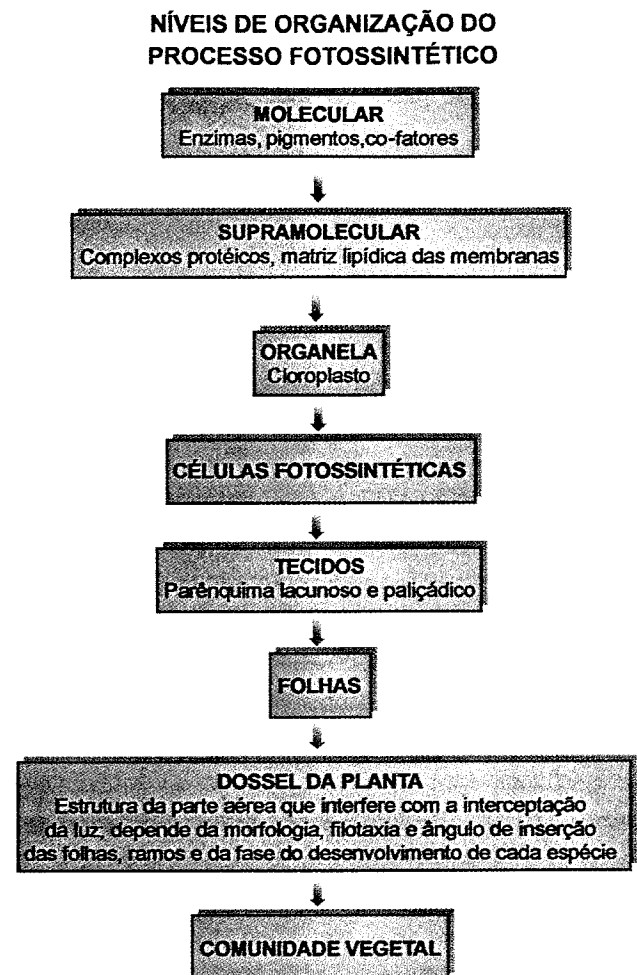 NÍVEIS DE ORGANIZAÇÃO DO
PROCESSO FOTOSSINTÉTICO
MOLECULAR
Enzimas, pigmentos,co-fatores
SUPRAMOLECULAR
Complexos protéicos, matriz lipídica das membranas
ORGANELA
Cloroplasto
CÉLULAS FOTOSSINTÉTICAS
TECIDOS
Parênquima lacunoso e paliçádico
FOLHAS
DOSSEL DA PLANTA
Estrutura da parte aérea que interfere com a interceptação
da luz; depende da morfologia, filotaxia e ângulo de inserção
das folhas, ramos e da fase do desenvolvimento de cada espécie
COMUNIDADE VEGETAL